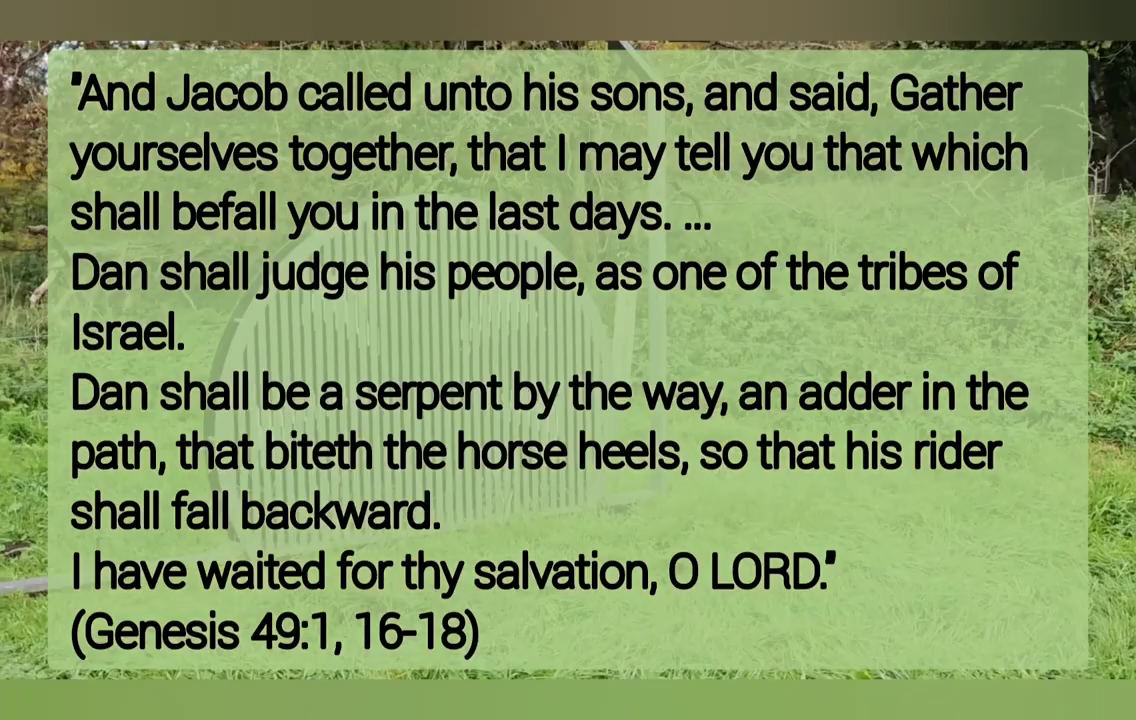 "And Jacob called unto his sons, and said, Gather
yourselves together, that I may tell you that which
shall befall you in the last days. ...
Dan shall judge his people, as one of the tribes of
Israel.
Dan shall be a serpent by the way, an adder in the
path, that biteth the horse heels, so that his rider
shall fall backward.
I have waited for thy salvation, O LORD."
(Genesis 49:1, 16-18)